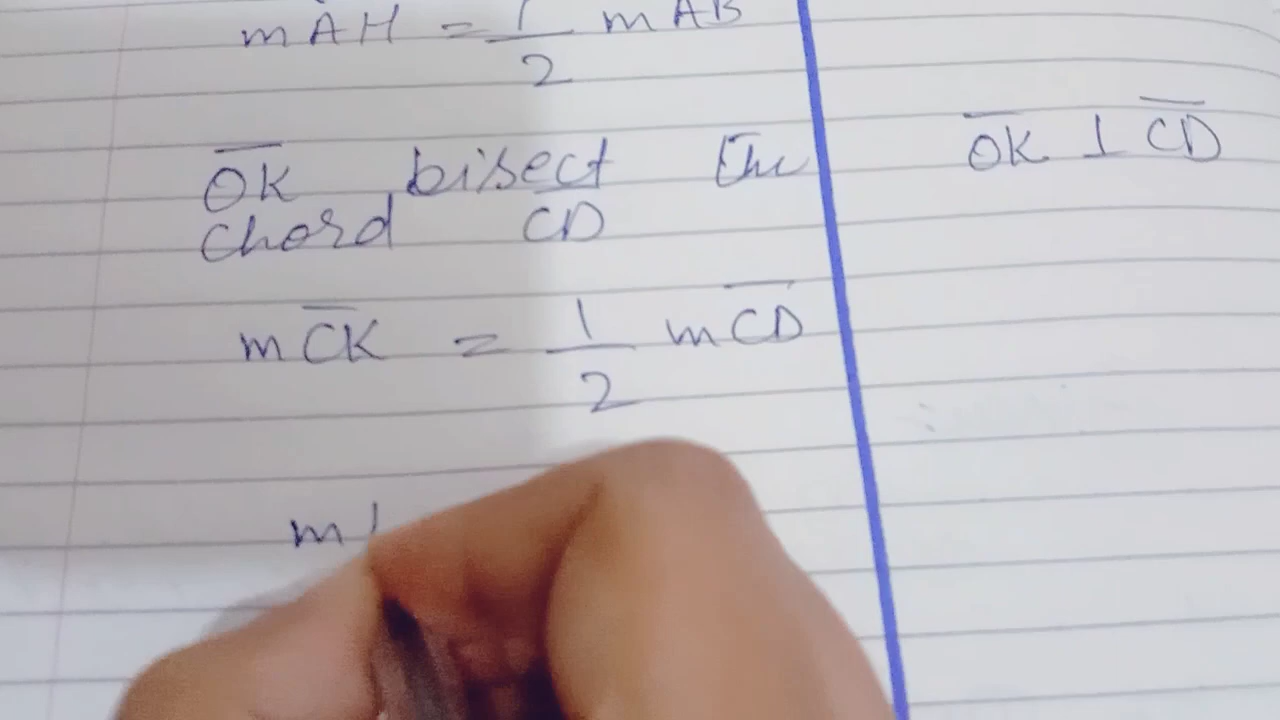 mAH = 1/2 mAB
OK bisect the OK ⊥ CD
chord CD
mCK = 1/2 mCD
m